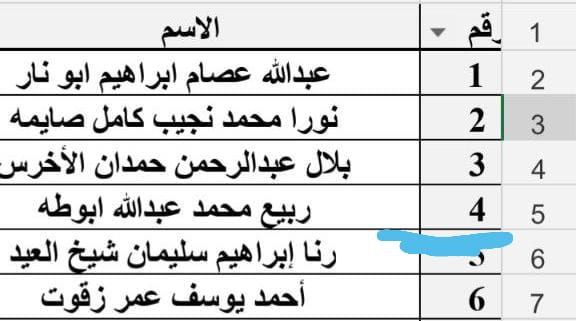 1 رقم الاسم
2 1 عبدالله عصام ابراهيم ابو نار
3 2 نورا محمد نجيب كامل صايمه
4 3 بلال عبدالرحمن حمدان الأخرس
5 4 ربيع محمد عبدالله ابوطه
6 5 رنا إبراهيم سليمان شيخ العيد
7 6 أحمد يوسف عمر زقوت